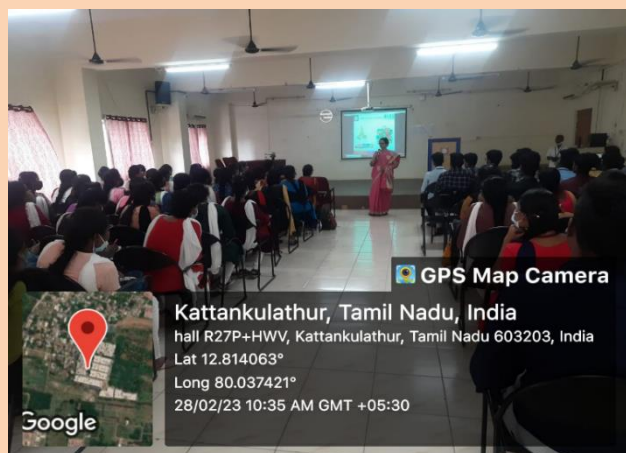 GPS Map Camera
Kattankulathur, Tamil Nadu, India
hall R27P+HWV, Kattankulathur, Tamil Nadu 603203, India
Lat 12.814063°
Long 80.037421°
28/02/23 10:35 AM GMT +05:30
Google